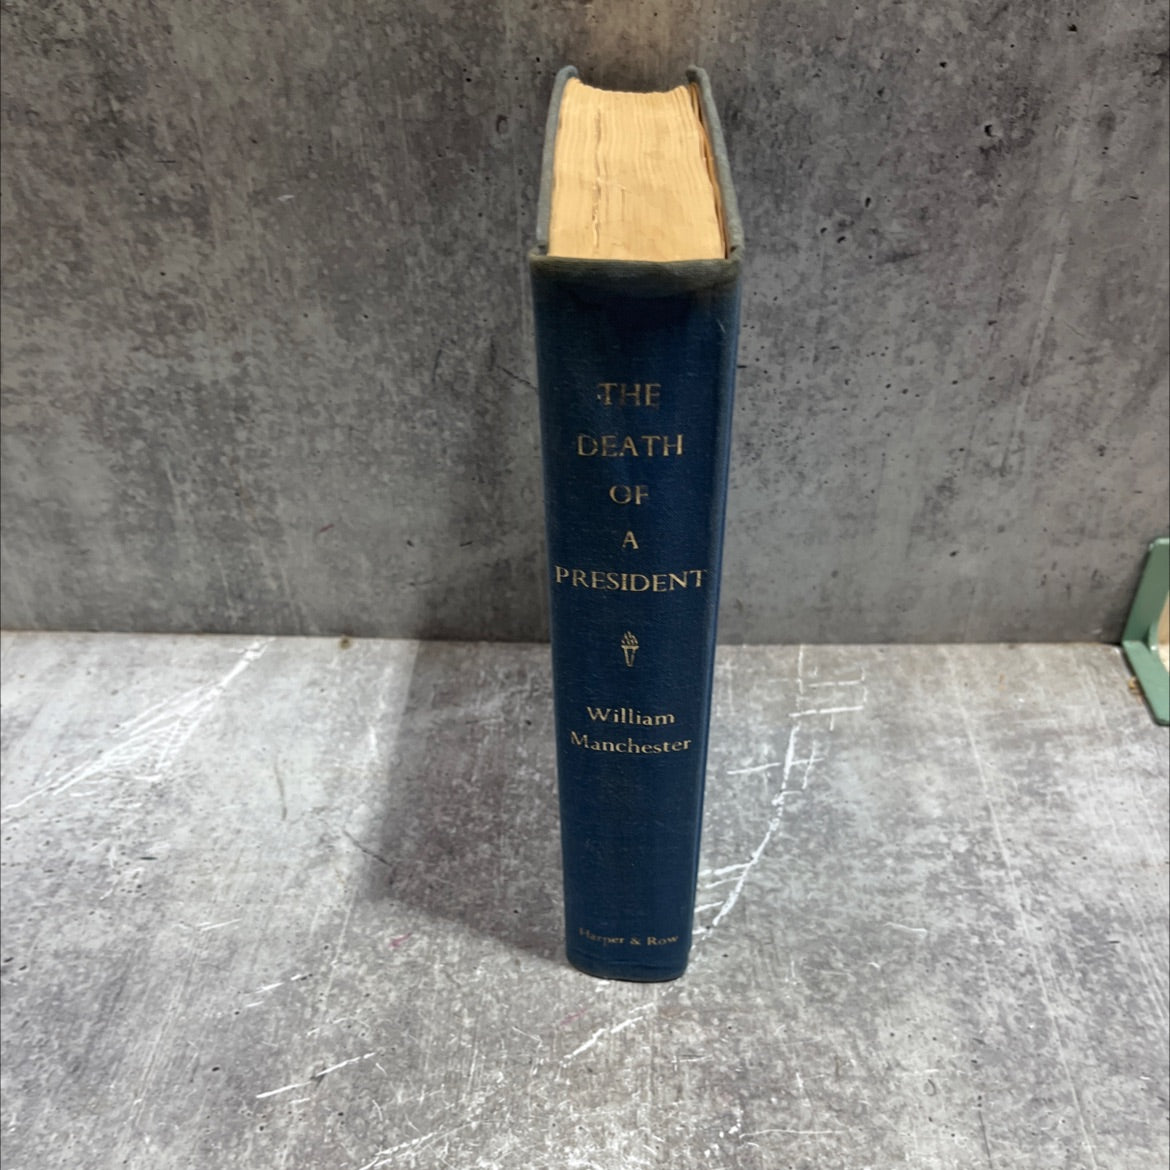 THE
DEATH
OF
A
PRESIDENT
William
Manchester
Harper & Row